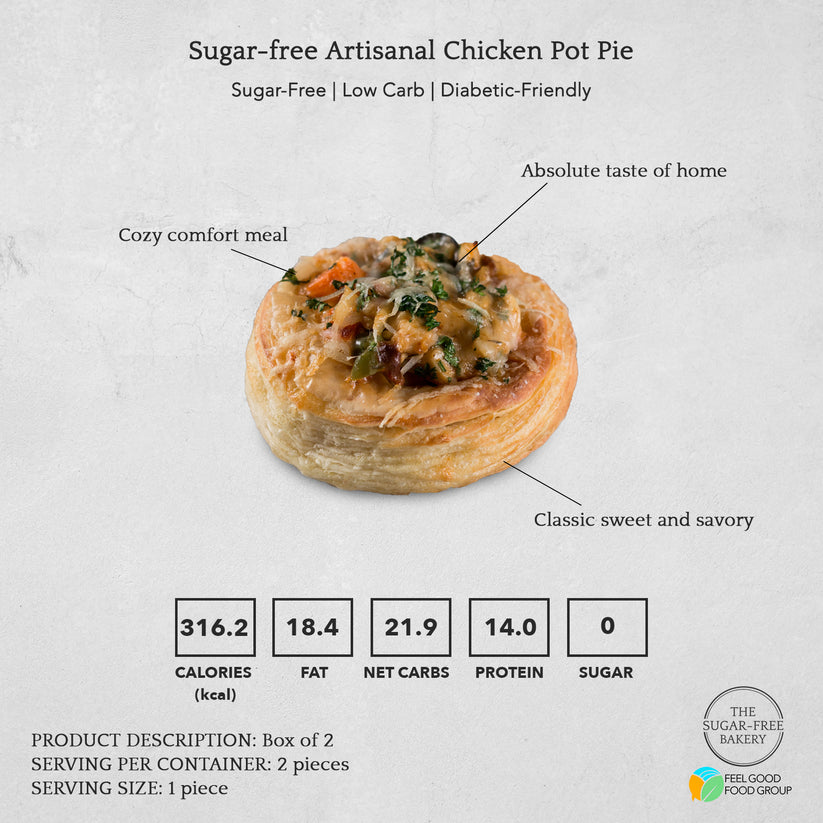 Sugar-free Artisanal Chicken Pot Pie
Sugar-Free | Low Carb | Diabetic-Friendly
Absolute taste of home
Cozy comfort meal
Classic sweet and savory
316.2 18.4 21.9 14.0 0
CALORIES FAT NET CARBS PROTEIN SUGAR
(kcal)
PRODUCT DESCRIPTION: Box of 2
SERVING PER CONTAINER: 2 pieces
SERVING SIZE: 1 piece
THE
SUGAR-FREE
BAKERY
FEEL GOOD
FOOD GROUP